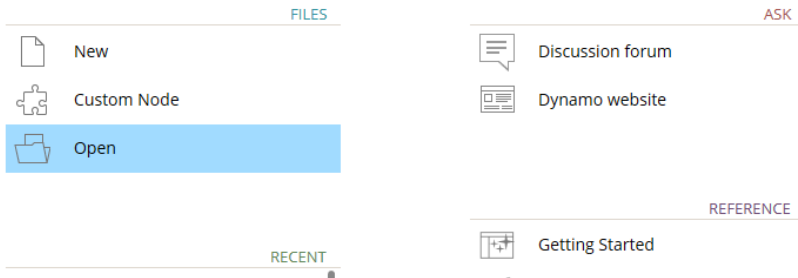 FILES
New
Custom Node
Open
RECENT
ASK
Discussion forum
Dynamo website
REFERENCE
Getting Started